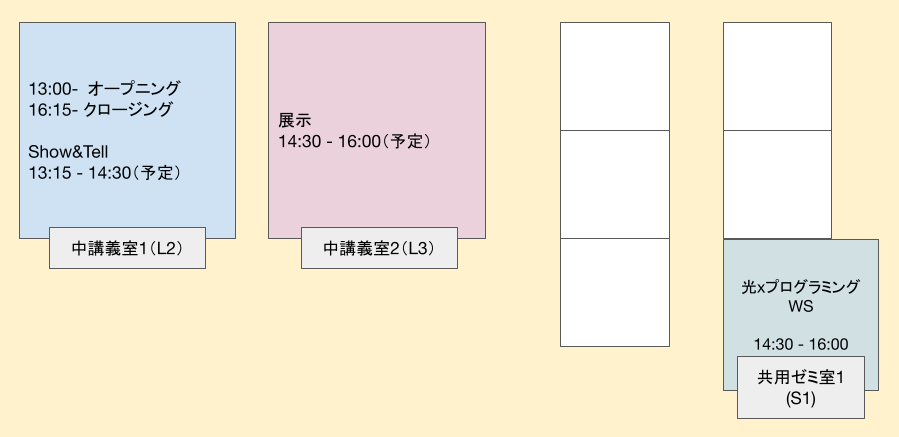 13:00-  オープニング
16:15- クロージング
Show&Tell
13:15 - 14:30（予定）
中講義室1（L2）
展示
14:30 - 16:00（予定）
中講義室2（L3）
光xプログラミング
WS
14:30 - 16:00
共用ゼミ室1
(S1)